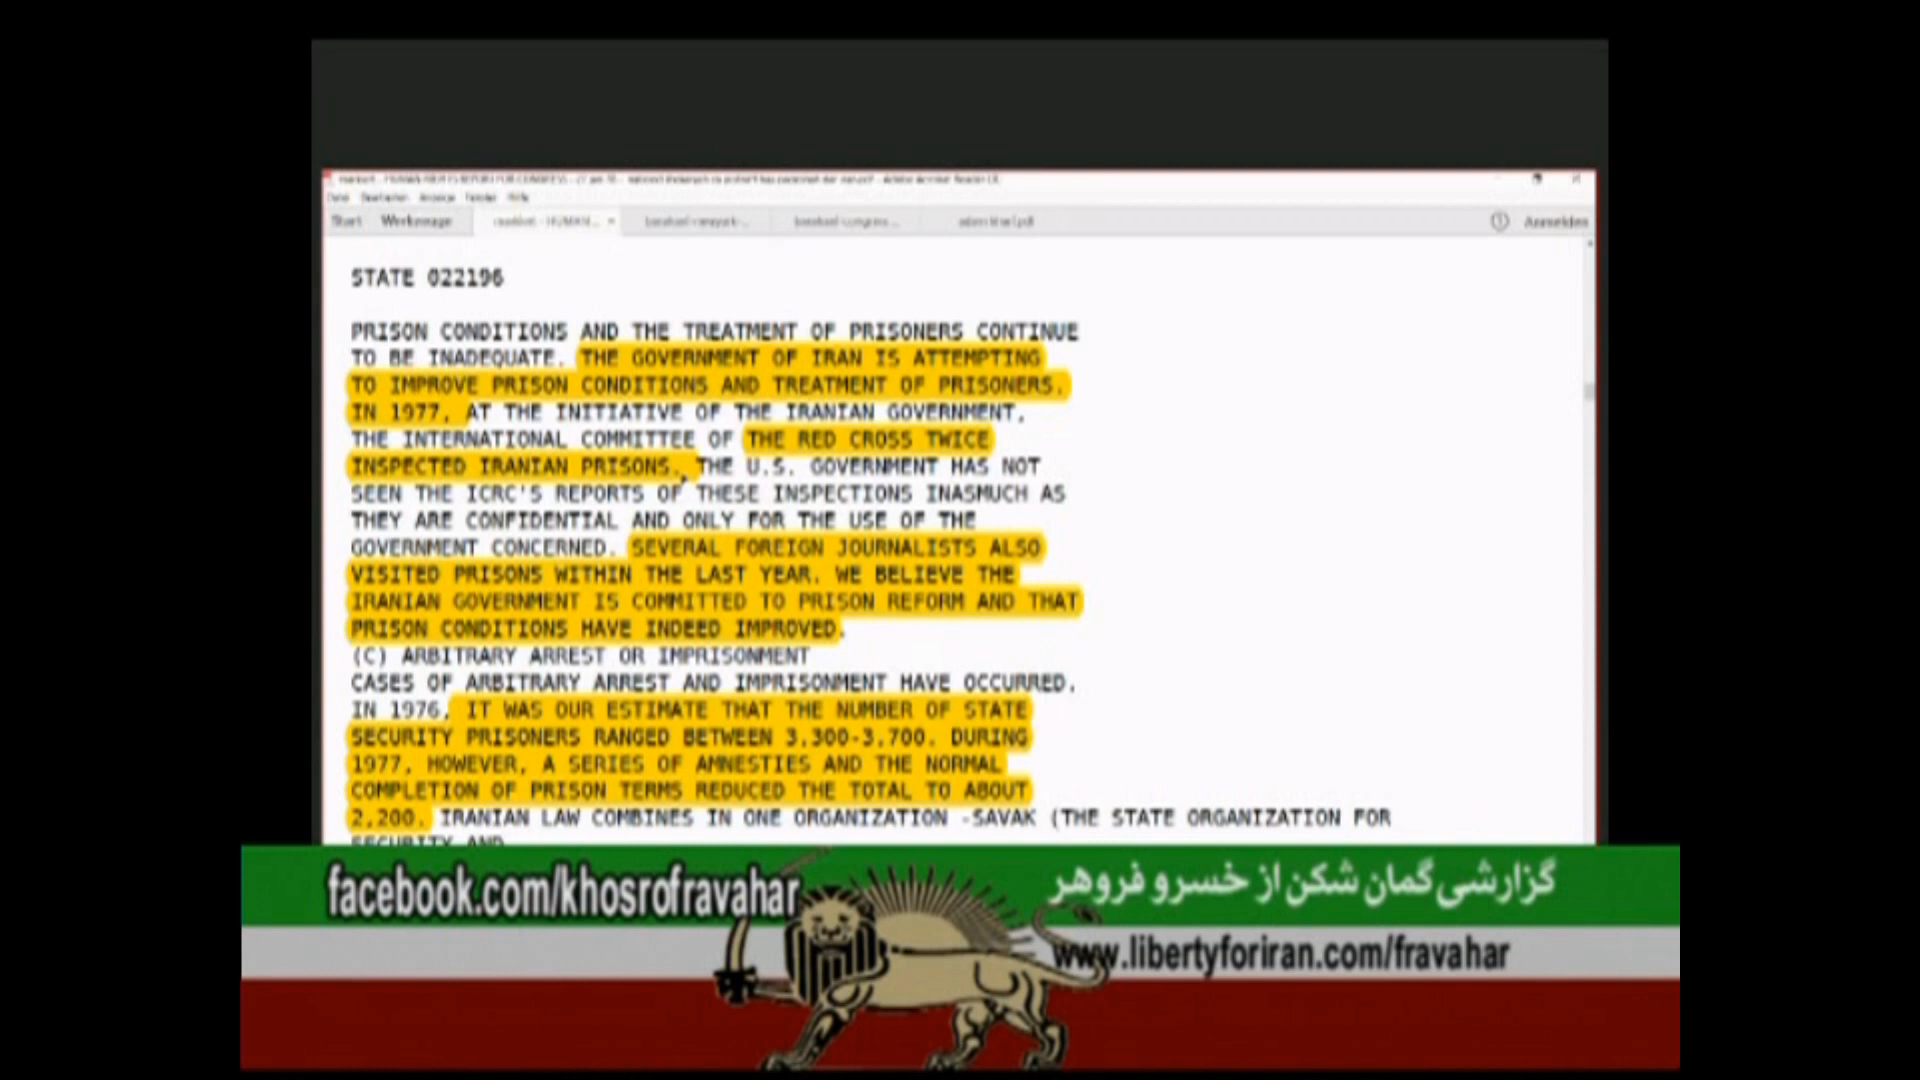 Start Werkzeuge Anmelden
STATE 022196
PRISON CONDITIONS AND THE TREATMENT OF PRISONERS CONTINUE
TO BE INADEQUATE. THE GOVERNMENT OF IRAN IS ATTEMPTING
TO IMPROVE PRISON CONDITIONS AND TREATMENT OF PRISONERS.
IN 1977, AT THE INITIATIVE OF THE IRANIAN GOVERNMENT,
THE INTERNATIONAL COMMITTEE OF THE RED CROSS TWICE
INSPECTED IRANIAN PRISONS. THE U.S. GOVERNMENT HAS NOT
SEEN THE ICRC'S REPORTS OF THESE INSPECTIONS INASMUCH AS
THEY ARE CONFIDENTIAL AND ONLY FOR THE USE OF THE
GOVERNMENT CONCERNED. SEVERAL FOREIGN JOURNALISTS ALSO
VISITED PRISONS WITHIN THE LAST YEAR. WE BELIEVE THE
IRANIAN GOVERNMENT IS COMMITTED TO PRISON REFORM AND THAT
PRISON CONDITIONS HAVE INDEED IMPROVED.
(C) ARBITRARY ARREST OR IMPRISONMENT
CASES OF ARBITRARY ARREST AND IMPRISONMENT HAVE OCCURRED.
IN 1976, IT WAS OUR ESTIMATE THAT THE NUMBER OF STATE
SECURITY PRISONERS RANGED BETWEEN 3,300-3,700. DURING
1977, HOWEVER, A SERIES OF AMNESTIES AND THE NORMAL
COMPLETION OF PRISON TERMS REDUCED THE TOTAL TO ABOUT
2,200. IRANIAN LAW COMBINES IN ONE ORGANIZATION -SAVAK (THE STATE ORGANIZATION FOR
SECURITY AND
facebook.com/khosrofravahar
گزارشی گمان شکن از خسرو فروهر
www.libertyforiran.com/fravahar